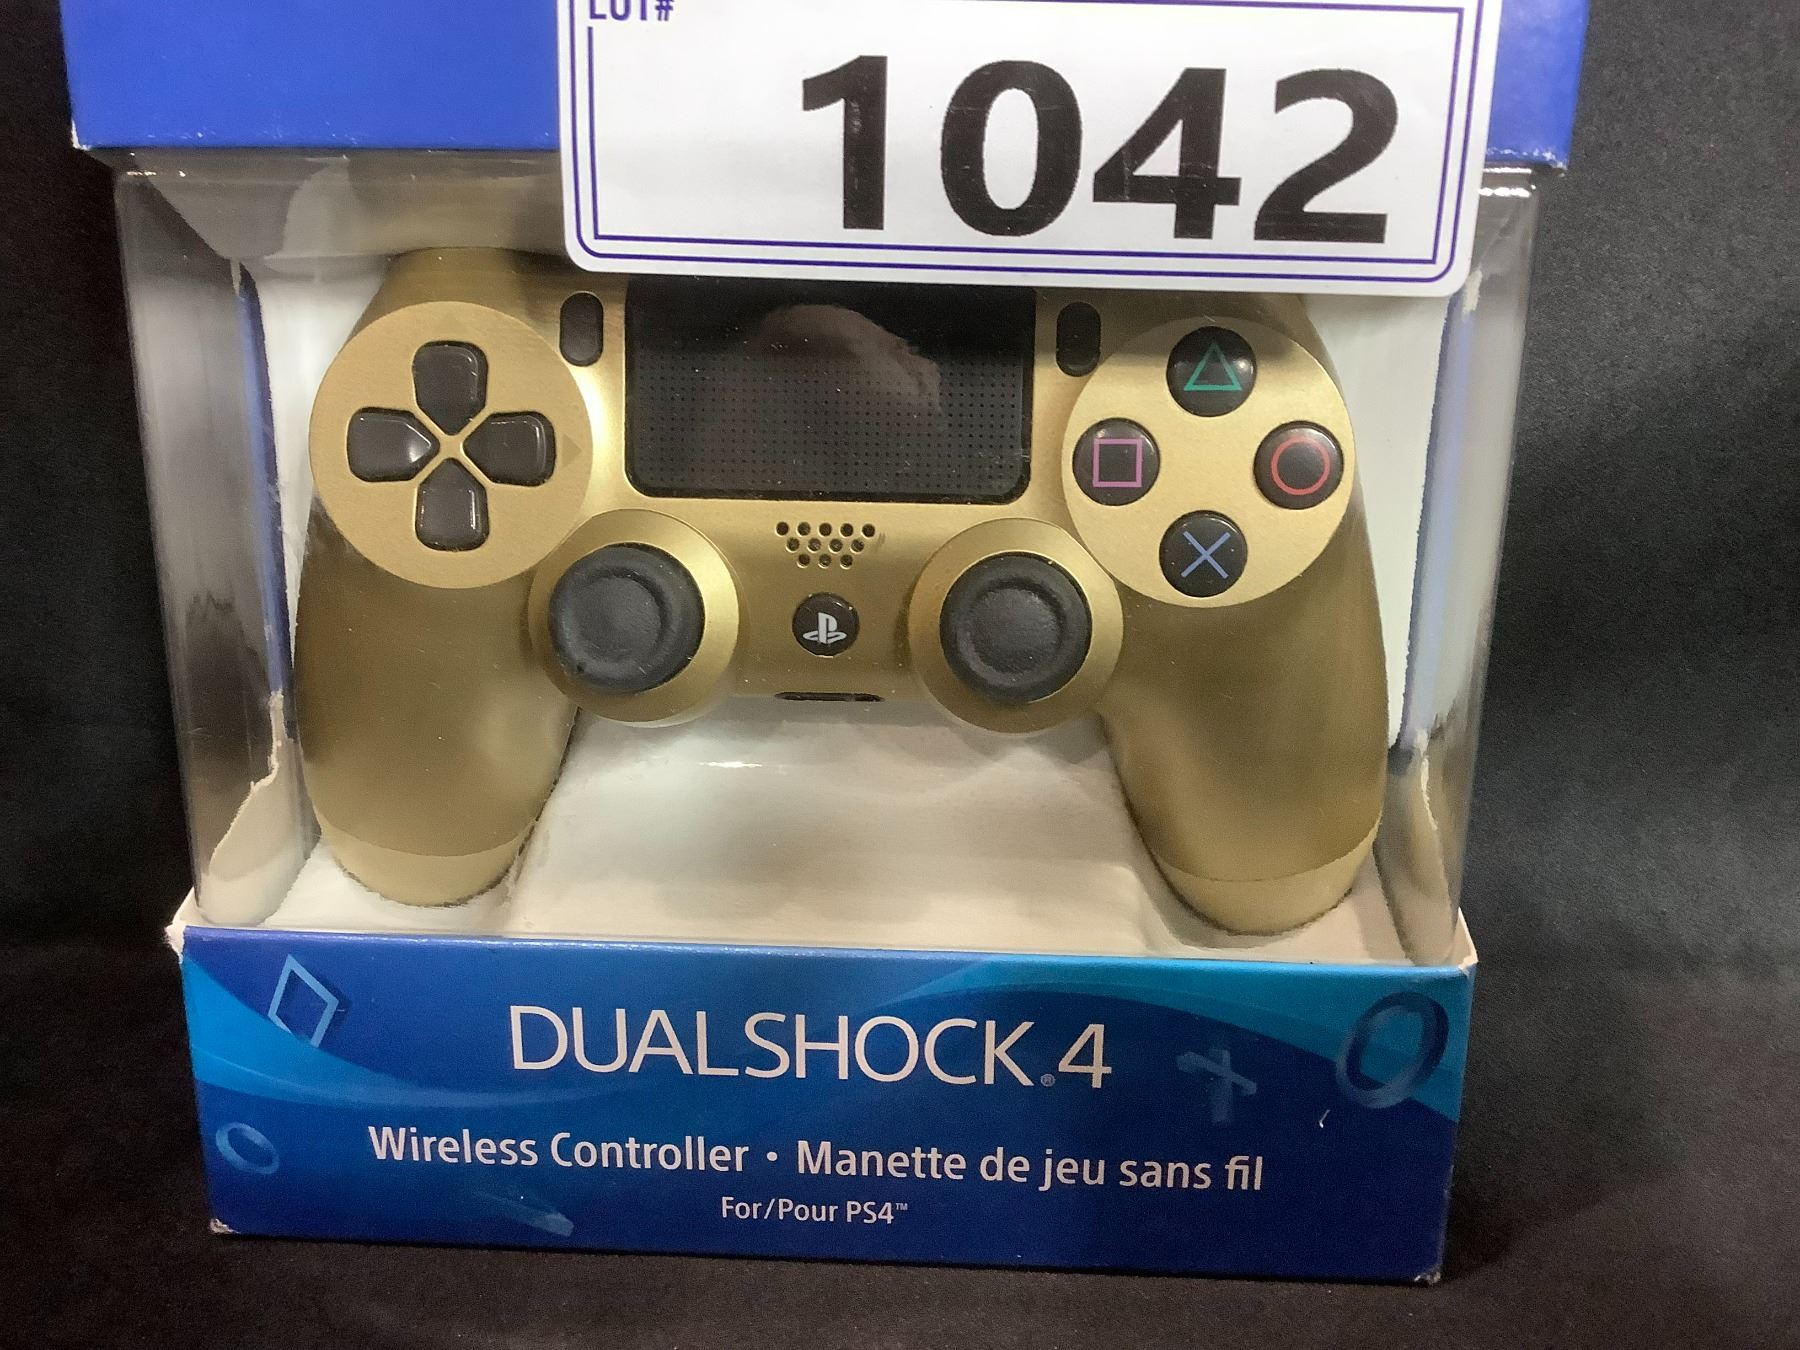 LOT#
1042
DUALSHOCK®4
Wireless Controller • Manette de jeu sans fil
For/Pour PS4™